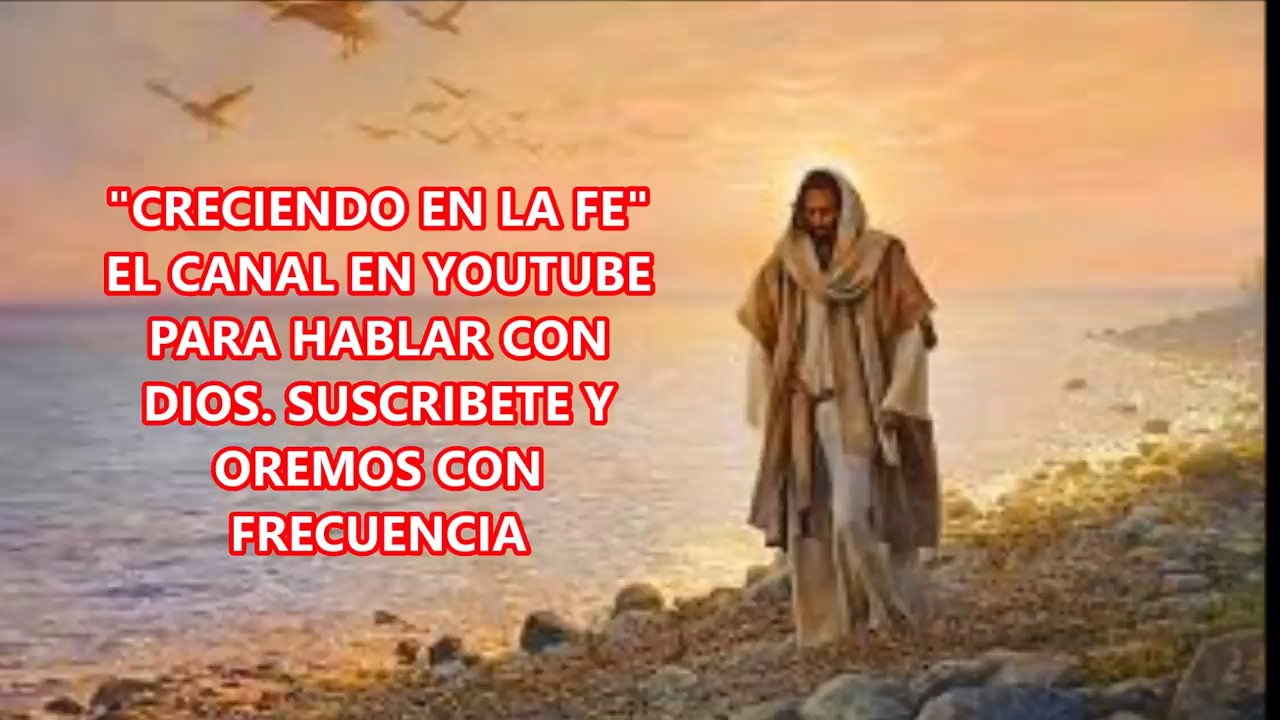 "CRECIENDO EN LA FE"
EL CANAL EN YOUTUBE
PARA HABLAR CON
DIOS. SUSCRIBETE Y
OREMOS CON
FRECUENCIA